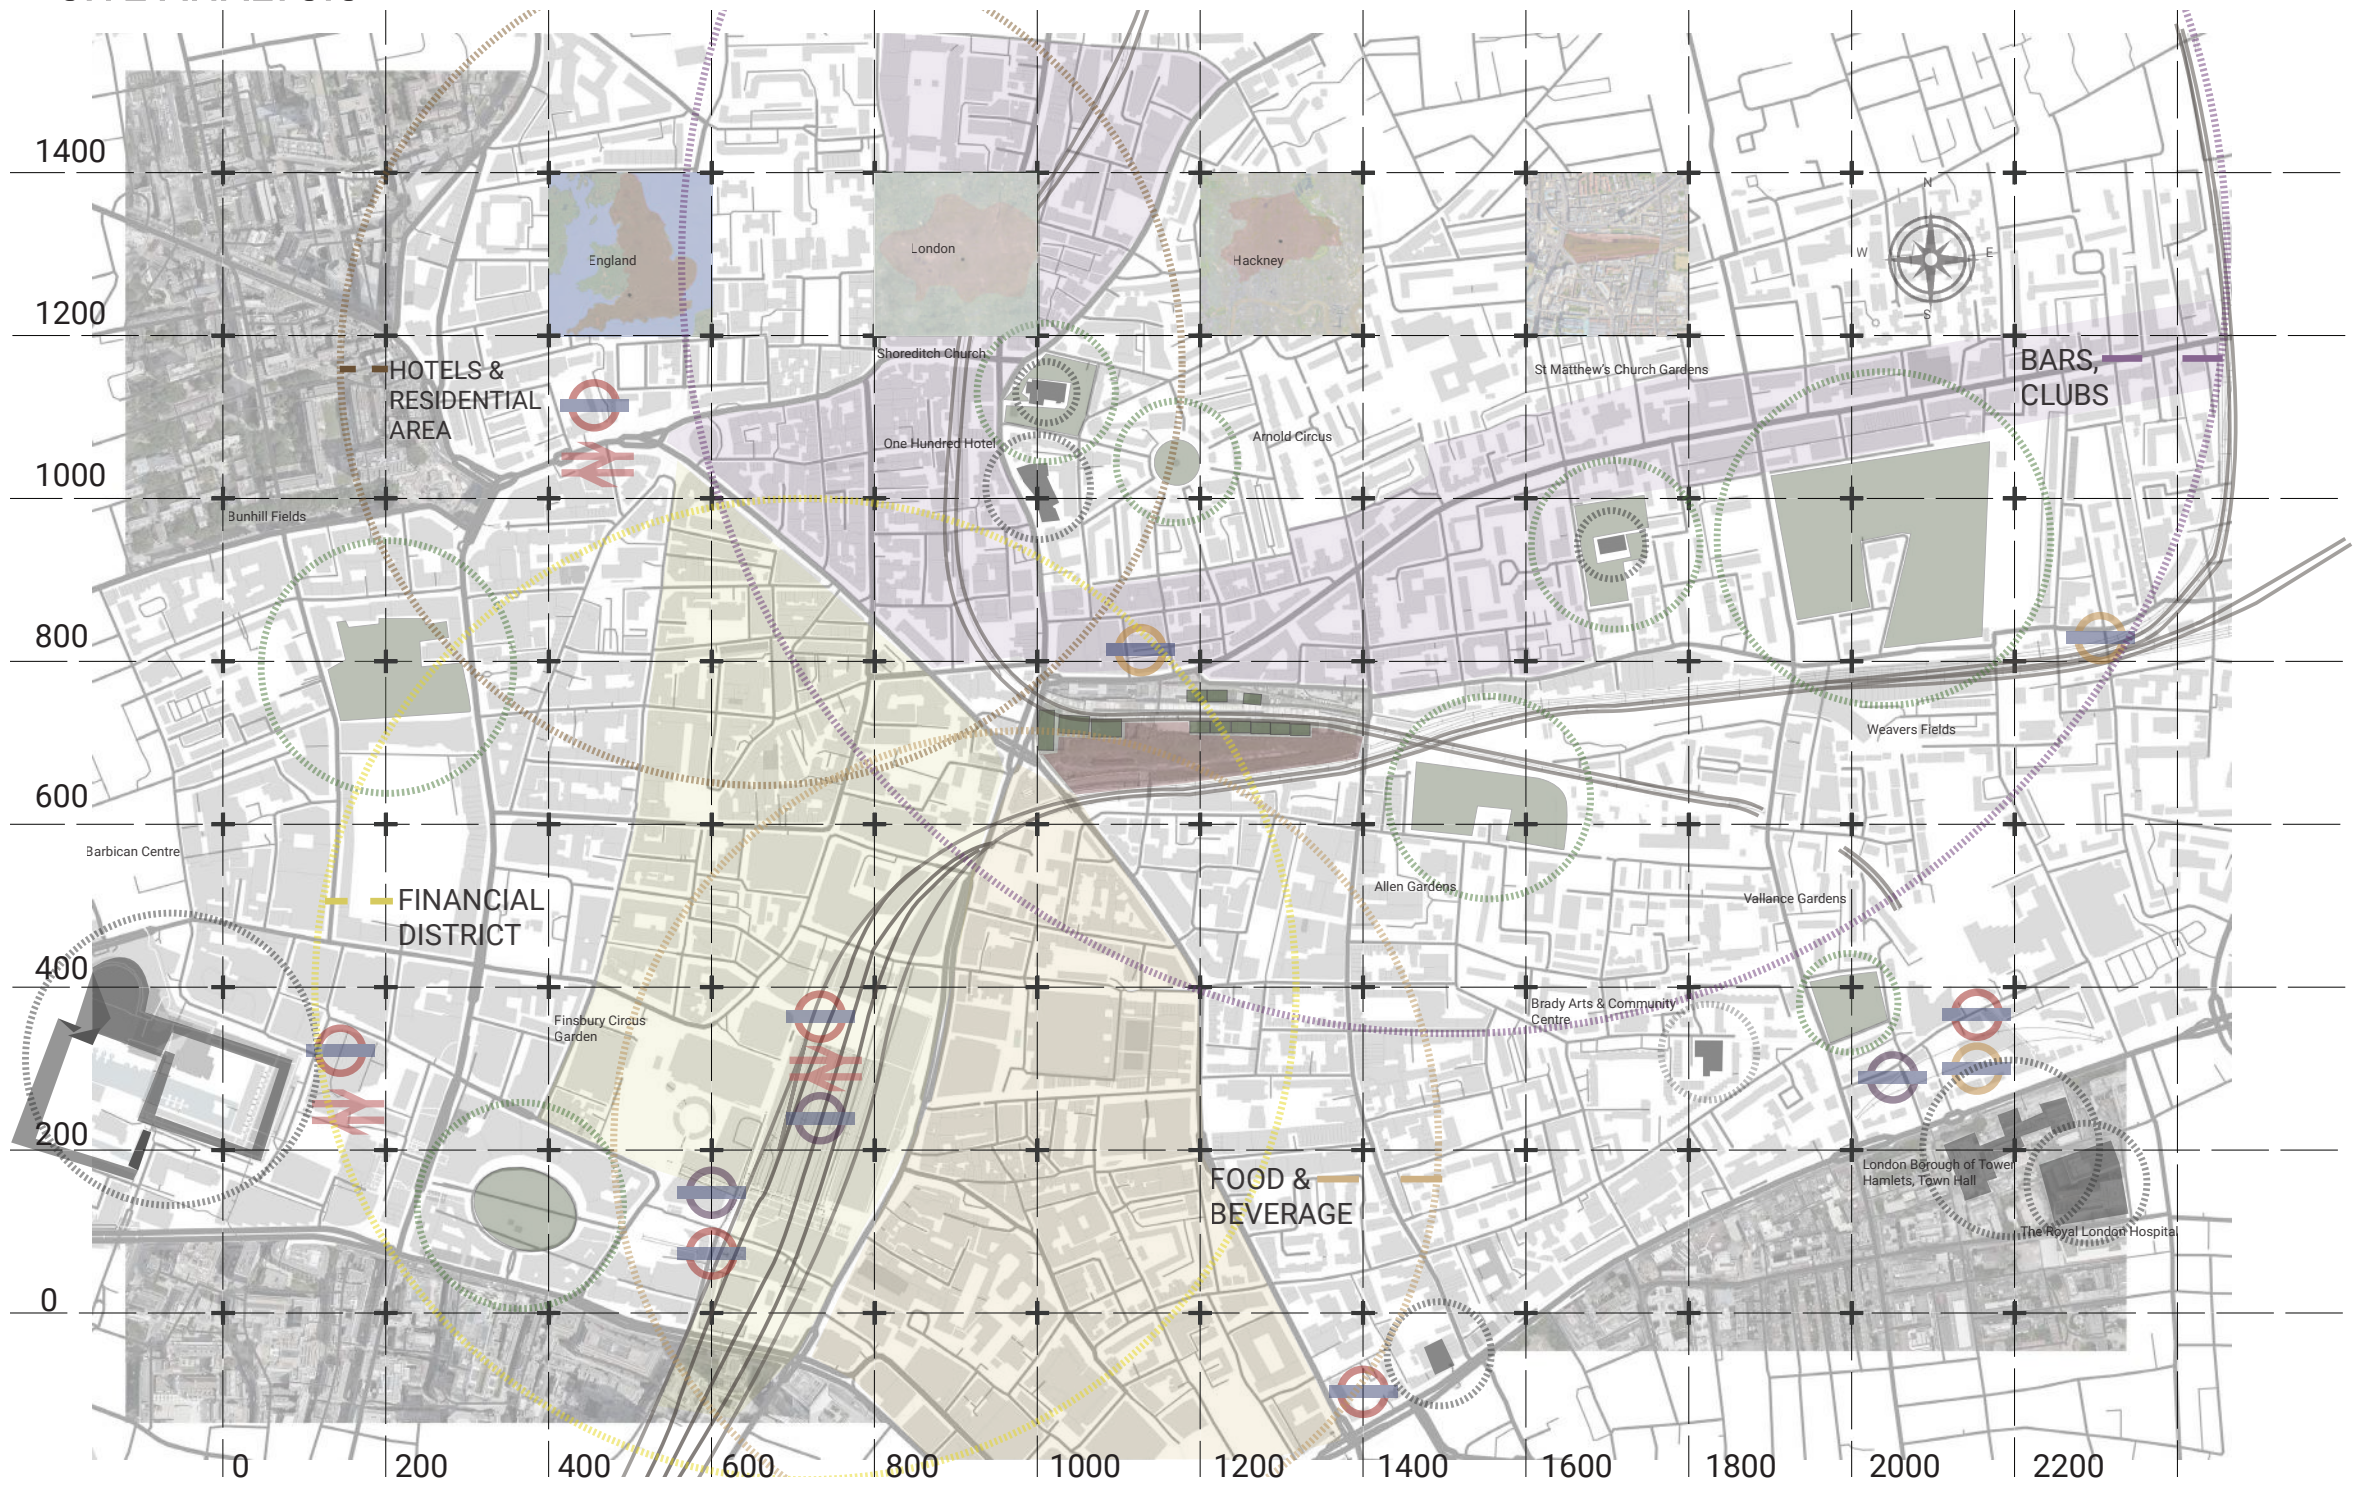 1400
N
England
London
Hackney
W
E
1200
S
Shoreditch Church
St Matthew's Church Gardens
BARS,
CLUBS
HOTELS &
RESIDENTIAL
AREA
One Hundred Hotel
Arnold Circus
1000
Bunhill Fields
800
Weavers Fields
600
Barbican Centre
Allen Gardens
Vallance Gardens
FINANCIAL
DISTRICT
400
Brady Arts & Community
Centre
Finsbury Circus
Garden
200
London Borough of Tower
Hamlets, Town Hall
FOOD &
BEVERAGE
The Royal London Hospital
0
0
200
400
600
800
1000
1200
1400
1600
1800
2000
2200